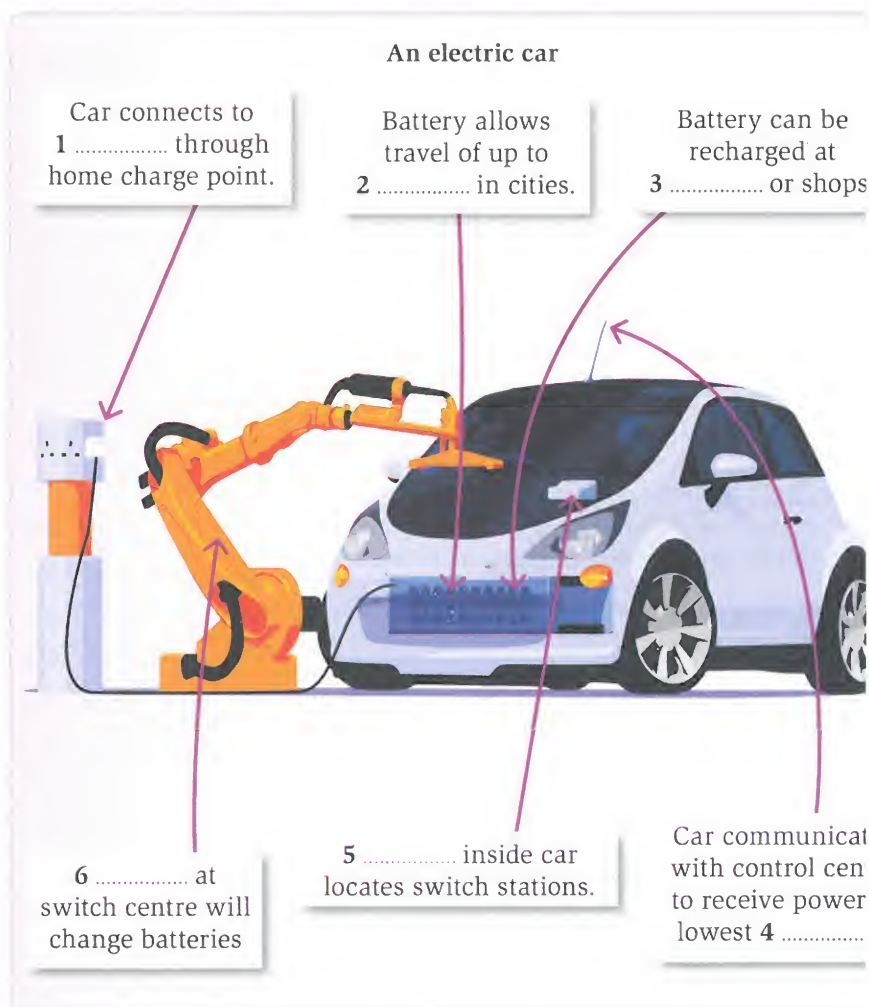 An electric car
Car connects to
1 ................. through
home charge point.
Battery allows
travel of up to
2 ................. in cities.
Battery can be
recharged at
3 ................. or shops
6 ................. at
switch centre will
change batteries
5 ................. inside car
locates switch stations.
Car communicat
with control cen
to receive power
lowest 4 ...............